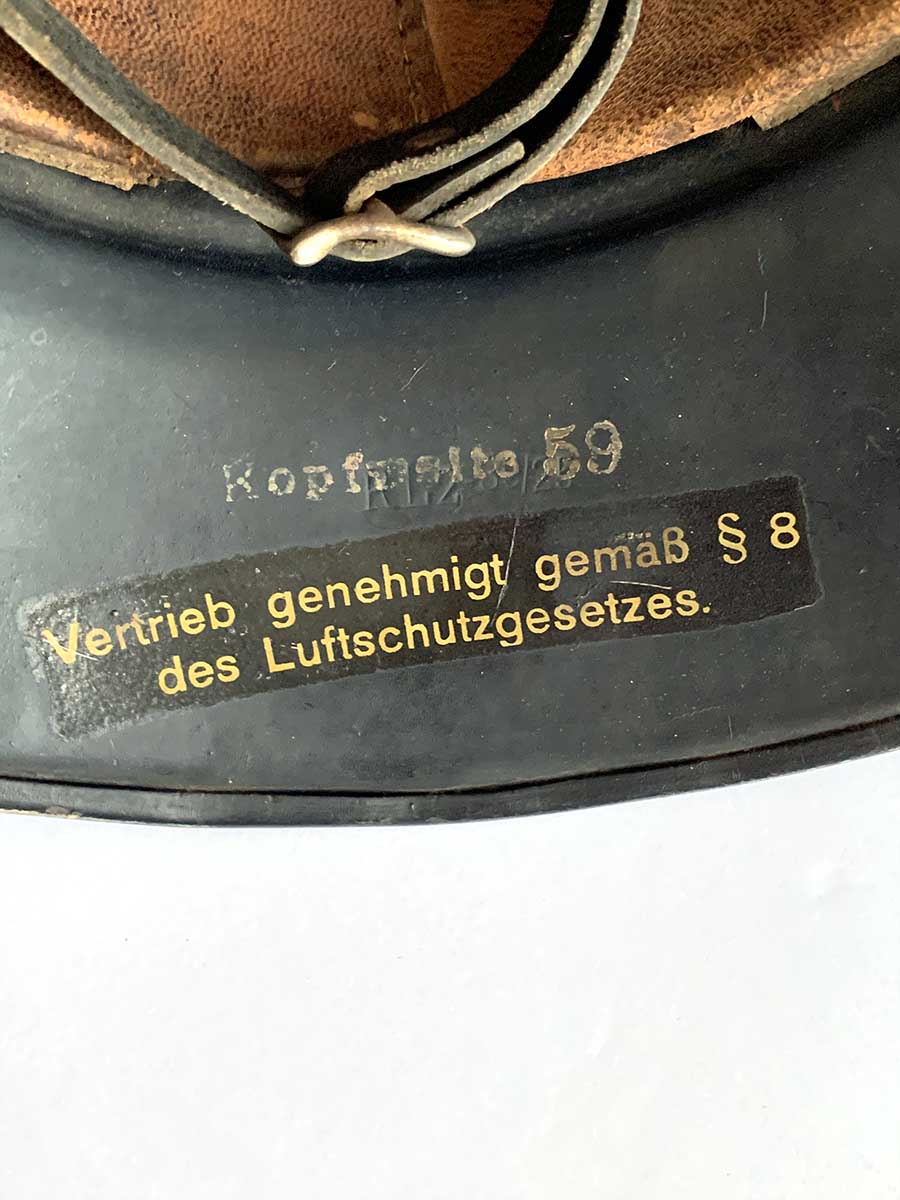 Kopfweite 59
Vertrieb genehmigt gemäß § 8
des Luftschutzgesetzes.